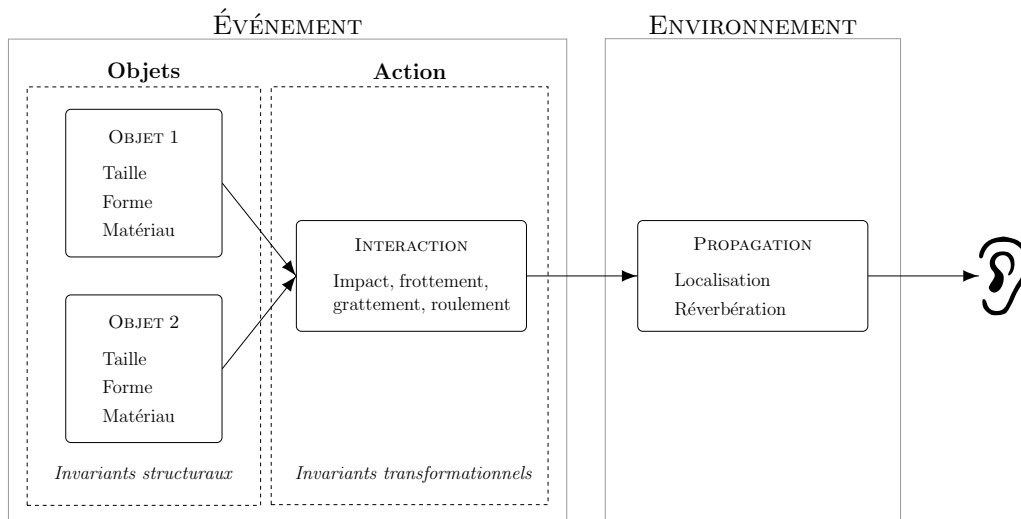 ÉVÉNEMENT
ENVIRONNEMENT
Objets
Action
OBJET 1
Taille
Forme
Matériau
OBJET 2
Taille
Forme
Matériau
Invariants structuraux
INTERACTION
Impact, frottement,
grattement, roulement
Invariants transformationnels
PROPAGATION
Localisation
Réverbération